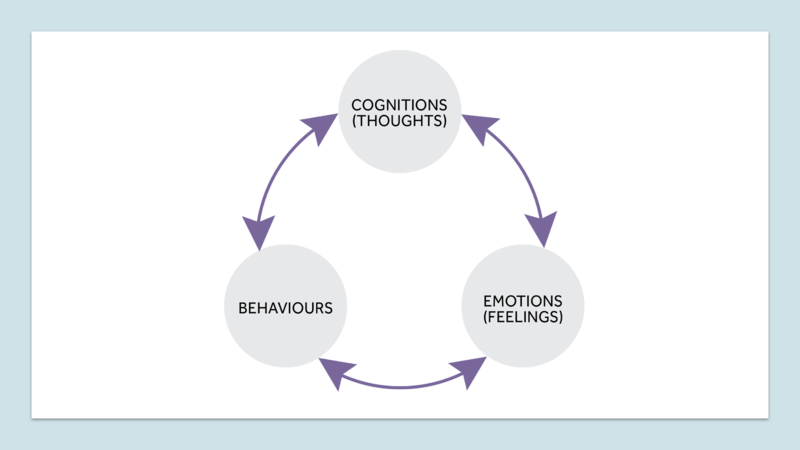 COGNITIONS
(THOUGHTS)
BEHAVIOURS
EMOTIONS
(FEELINGS)